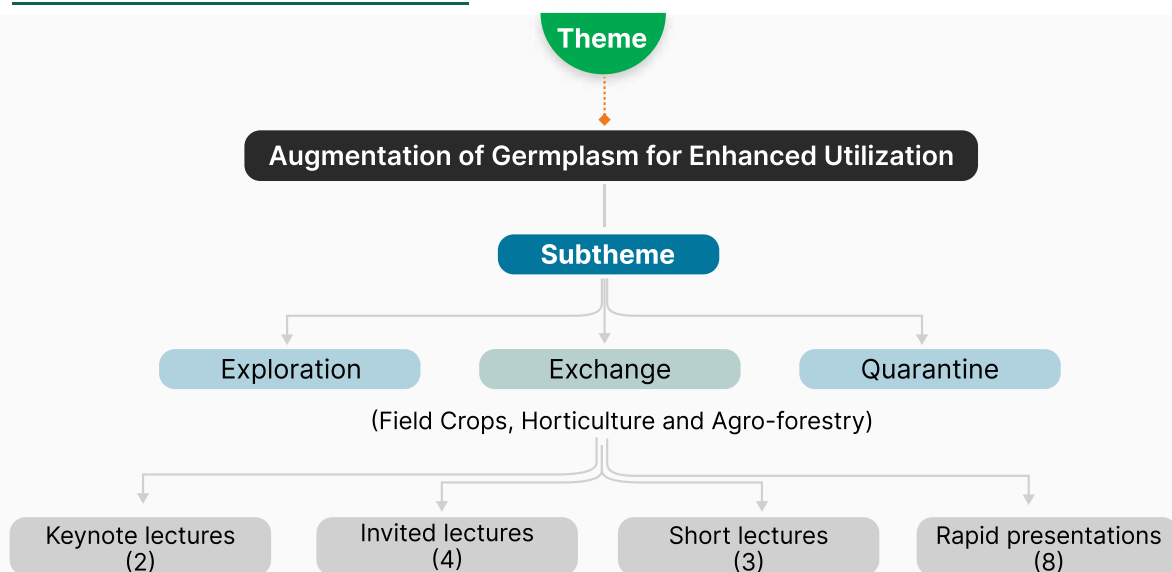 Theme
Augmentation of Germplasm for Enhanced Utilization
Subtheme
Exploration
Exchange
Quarantine
(Field Crops, Horticulture and Agro-forestry)
Keynote lectures
(2)
Invited lectures
(4)
Short lectures
(3)
Rapid presentations
(8)